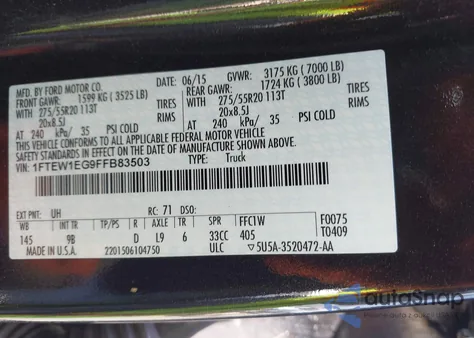 MFD. BY FORD MOTOR CO.
DATE: 06/15 GVWR: 3175 KG ( 7000 LB)
FRONT GAWR: 1599 KG ( 3525 LB) REAR GAWR: 1724 KG ( 3800 LB)
WITH 275/55R20 113T TIRES WITH 275/55R20 113T TIRES
20x8.5J RIMS 20x8.5J RIMS
AT 240 kPa/ 35 PSI COLD AT 240 kPa/ 35 PSI COLD
THIS VEHICLE CONFORMS TO ALL APPLICABLE FEDERAL MOTOR VEHICLE
SAFETY STANDARDS IN EFFECT ON THE DATE OF MANUFACTURE SHOWN ABOVE.
VIN: 1FTEW1EG9FFB83503 TYPE: Truck
EXT PNT: UH RC: 71 DSO: F0075
WB INT TR TP/PS R AXLE TR SPR FFC1W T0409
145 9B D L9 6 33CC 405
MADE IN U.S.A. 2201506104750 ULC 5U5A-3520472-AA
autoSnap